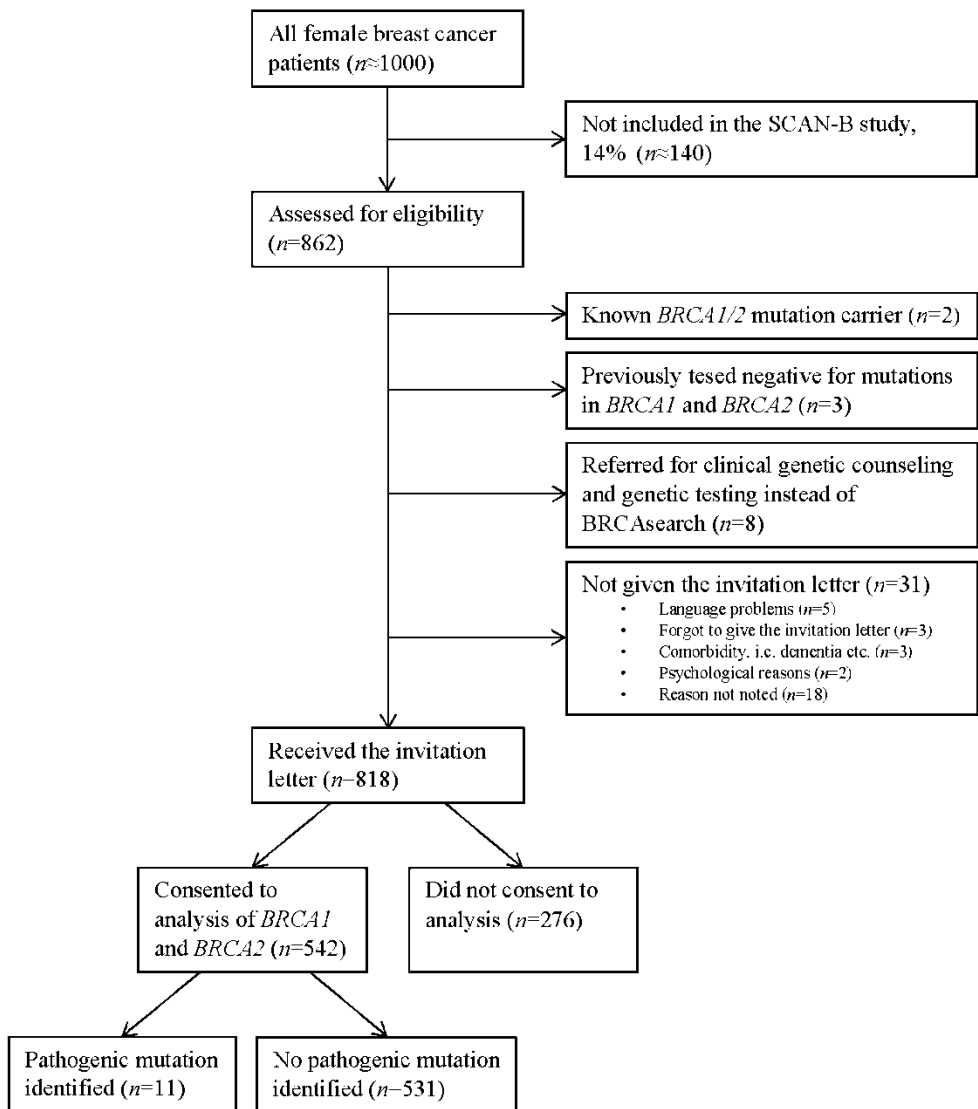 All female breast cancer
patients (n≈1000)
Not included in the SCAN-B study,
14% (n≈140)
Assessed for eligibility
(n=862)
Known BRCA1/2 mutation carrier (n=2)
Previously tesed negative for mutations
in BRCA1 and BRCA2 (n=3)
Referred for clinical genetic counseling
and genetic testing instead of
BRCAsearch (n=8)
Not given the invitation letter (n=31)
• Language problems (n=5)
• Forgot to give the invitation letter (n=3)
• Comorbidity, i.e. dementia etc. (n=3)
• Psychological reasons (n=2)
• Reason not noted (n=18)
Received the invitation
letter (n=818)
Consented to
analysis of BRCA1
and BRCA2 (n=542)
Did not consent to
analysis (n=276)
Pathogenic mutation
identified (n=11)
No pathogenic mutation
identified (n=531)